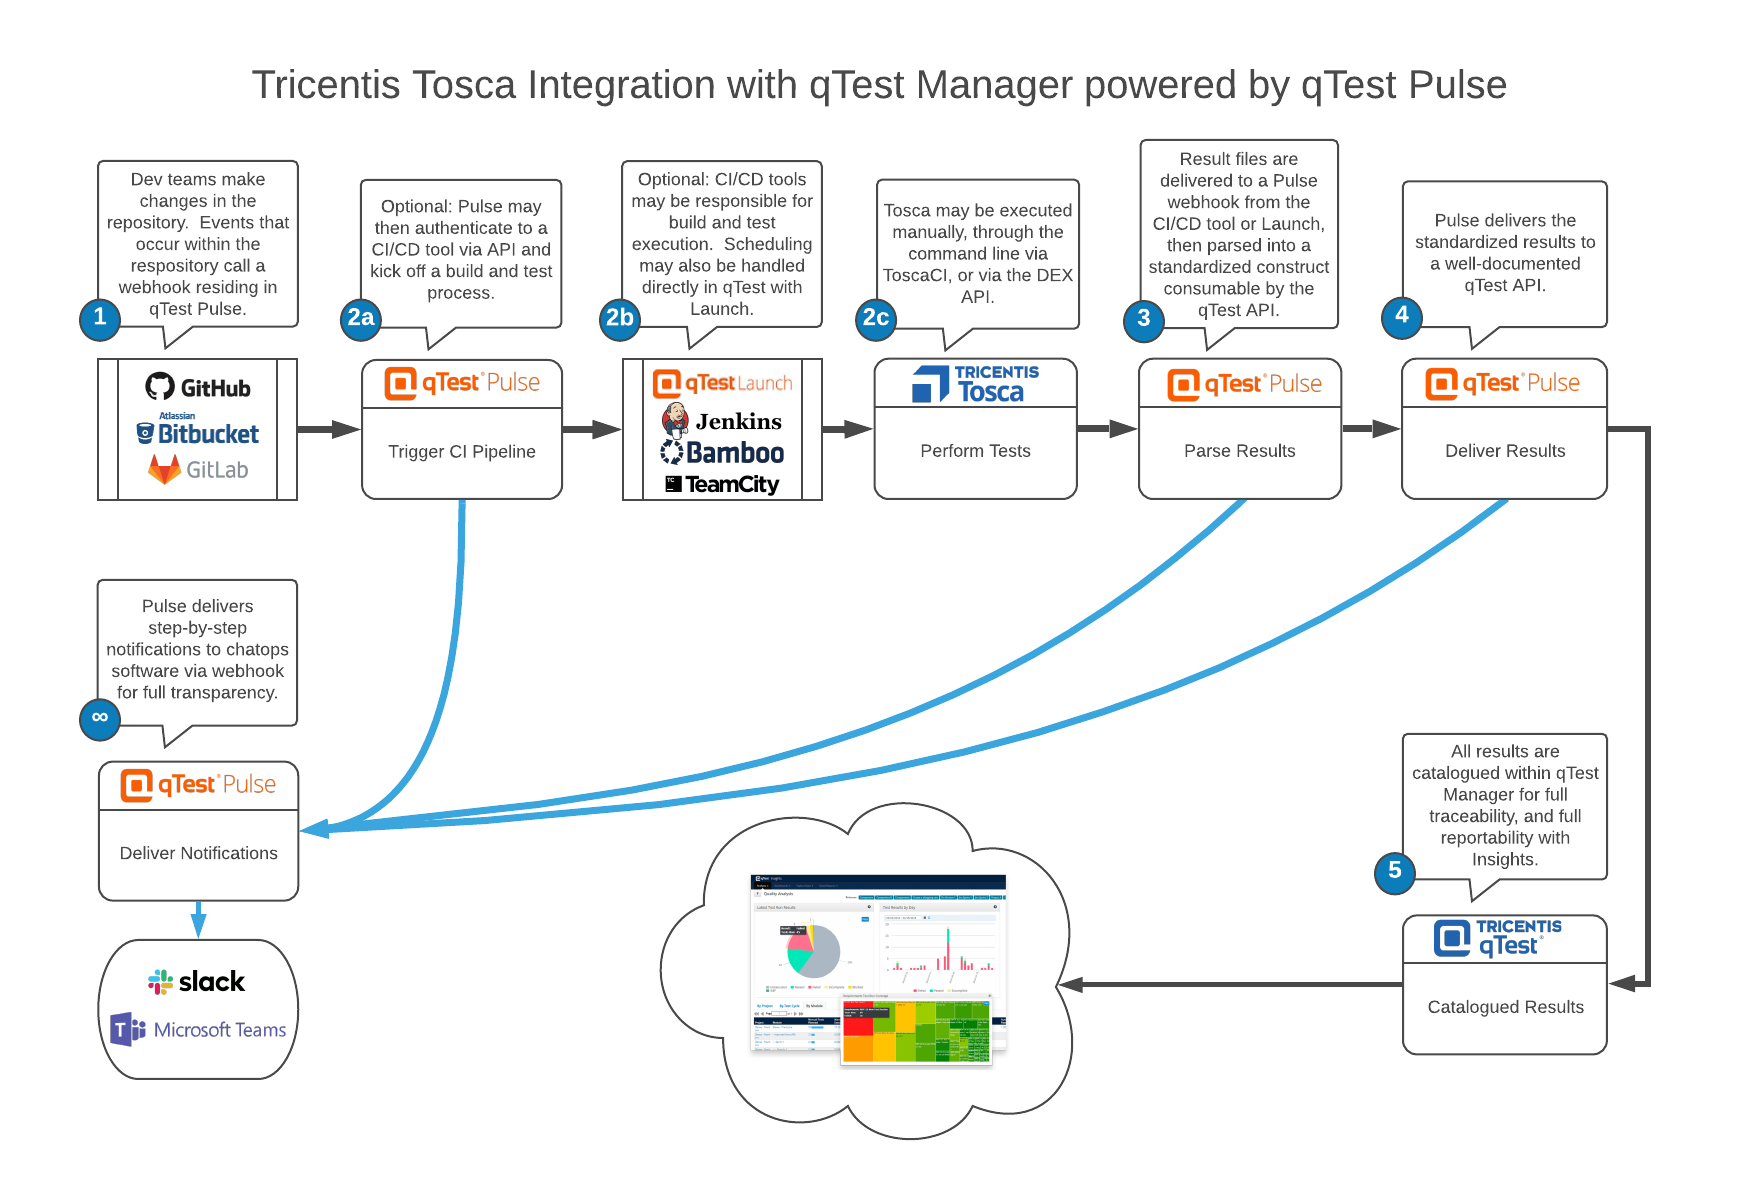 Tricentis Tosca Integration with qTest Manager powered by qTest Pulse
Dev teams make
changes in the
repository. Events that
occur within the
respository call a
webhook residing in
qTest Pulse.
1
Optional: Pulse may
then authenticate to a
CI/CD tool via API and
kick off a build and test
process.
2a
Optional: CI/CD tools
may be responsible for
build and test
execution. Scheduling
may also be handled
directly in qTest with
Launch.
2b
Tosca may be executed
manually, through the
command line via
ToscaCI, or via the DEX
API.
2c
Result files are
delivered to a Pulse
webhook from the
CI/CD tool or Launch,
then parsed into a
standardized construct
consumable by the
qTest API.
3
Pulse delivers the
standardized results to
a well-documented
qTest API.
4
GitHub
Atlassian
Bitbucket
GitLab
qTest® Pulse
Trigger CI Pipeline
qTest Launch
Jenkins
Bamboo
TC
TeamCity
TRICENTIS
Tosca
Perform Tests
qTest® Pulse
Parse Results
qTest® Pulse
Deliver Results
Pulse delivers
step-by-step
notifications to chatops
software via webhook
for full transparency.
∞
qTest® Pulse
Deliver Notifications
slack
T
Microsoft Teams
All results are
catalogued within qTest
Manager for full
traceability, and full
reportability with
Insights.
5
TRICENTIS
qTest®
Catalogued Results
Quality Analysis